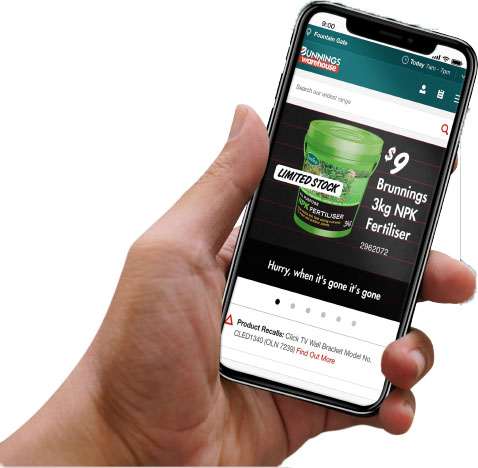 9:00
Fountain Gate
Today 7am - 7pm
BUNNINGS
warehouse
Search our widest range
$9
Brunnings
3kg NPK
Fertiliser
2962072
LIMITED STOCK
NPK FERTILISER
3kg
Hurry, when it's gone it's gone
Product Recalls: Click TV Wall Bracket Model No.
CLED1340 (OLN 7239) Find Out More